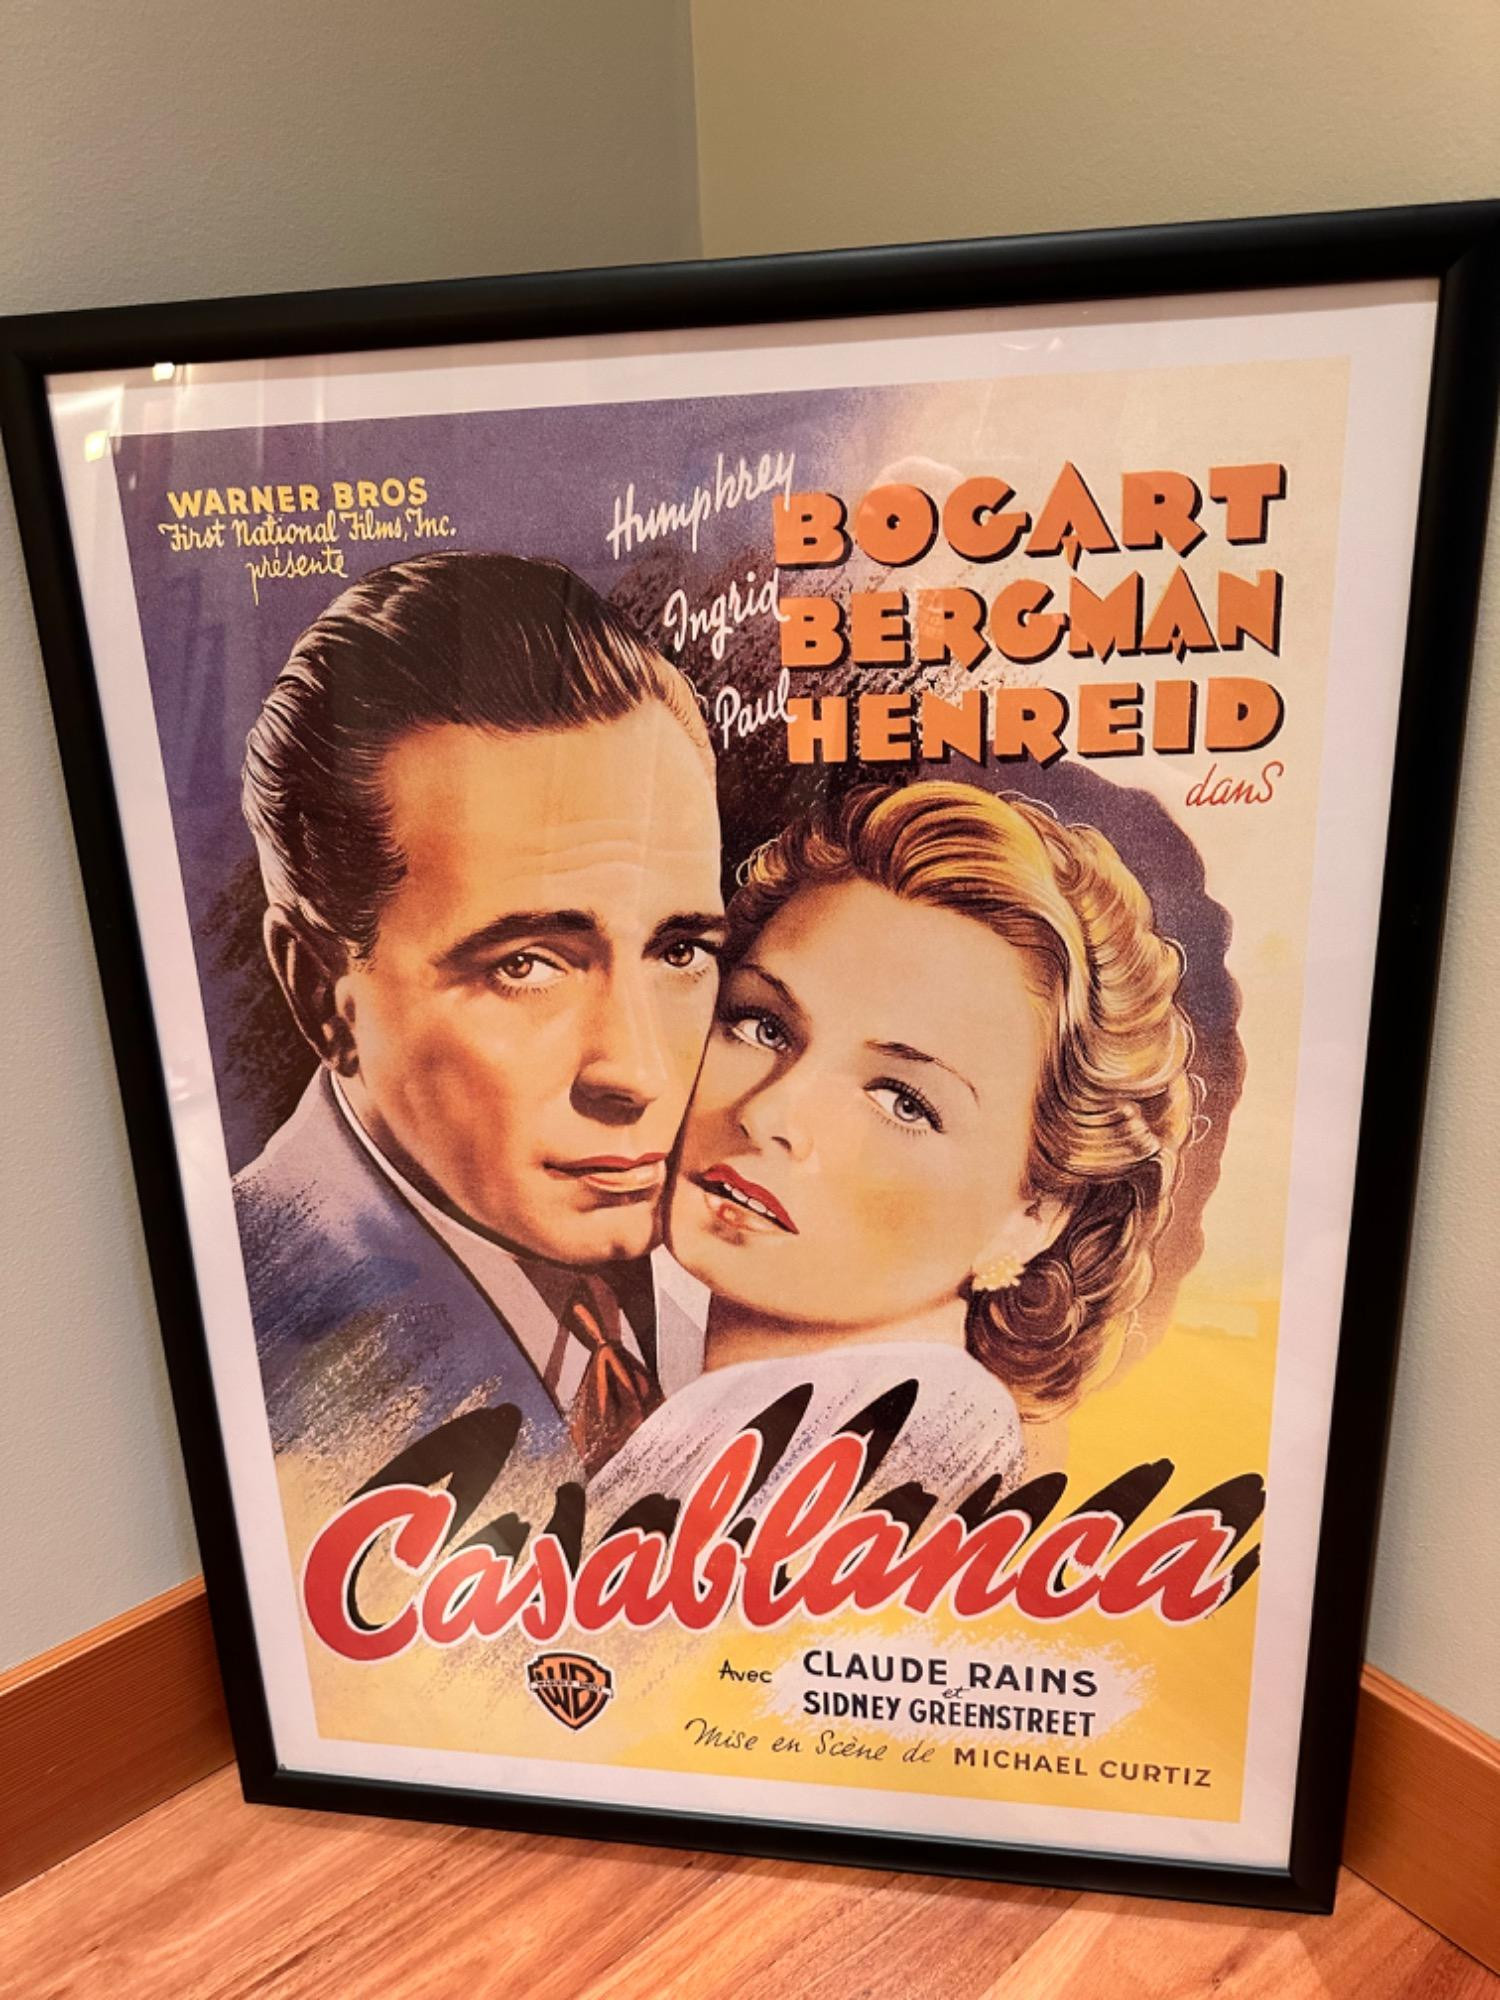 WARNER BROS
First National Films, Inc.
présente
Humphrey BOGART
Ingrid BERGMAN
Paul HENREID
dans
Casablanca
WB
Avec CLAUDE RAINS
et
SIDNEY GREENSTREET
Mise en Scène de MICHAEL CURTIZ